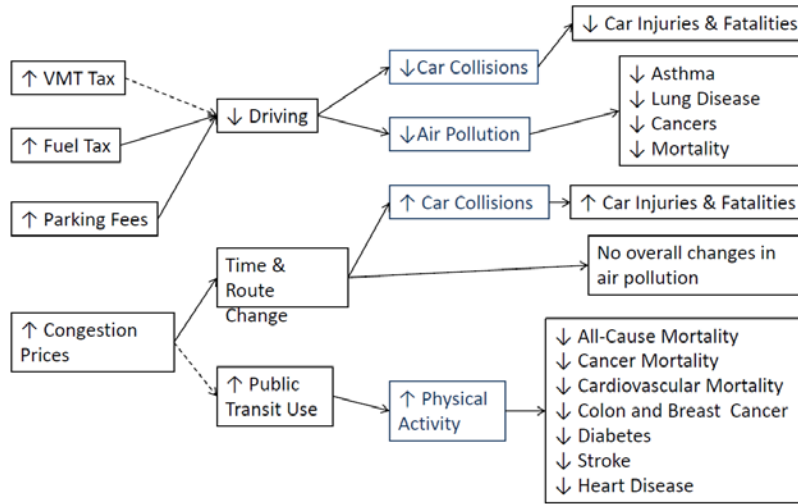 ↑ VMT Tax
↑ Fuel Tax
↑ Parking Fees
↑ Congestion
Prices
↓ Driving
Time &
Route
Change
↑ Public
Transit Use
↓Car Collisions
↓Air Pollution
↑ Car Collisions
↑ Physical
Activity
↓ Car Injuries & Fatalities
↓ Asthma
↓ Lung Disease
↓ Cancers
↓ Mortality
↑ Car Injuries & Fatalities
No overall changes in
air pollution
↓ All-Cause Mortality
↓ Cancer Mortality
↓ Cardiovascular Mortality
↓ Colon and Breast Cancer
↓ Diabetes
↓ Stroke
↓ Heart Disease